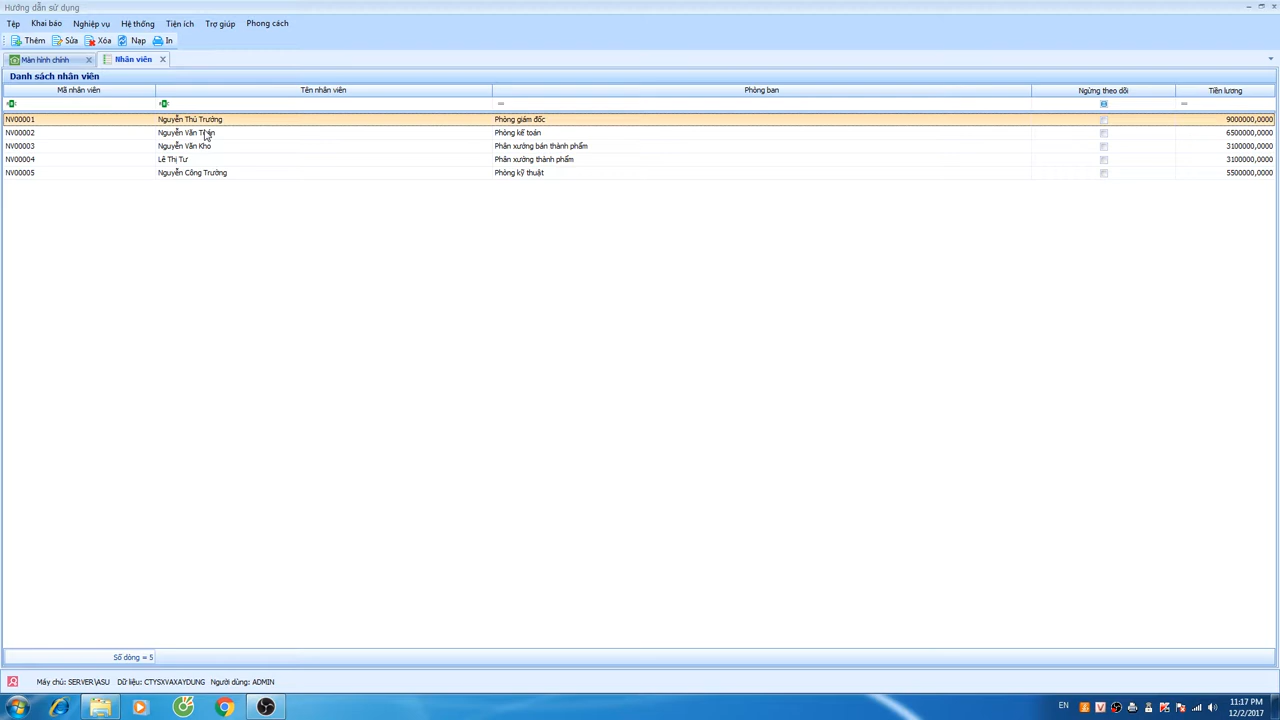 Hướng dẫn sử dụng
Tệp Khai báo Nghiệp vụ Hệ thống Tiện ích Trợ giúp Phong cách
Thêm Sửa Xóa Nạp In
Màn hình chính Nhân viên
Danh sách nhân viên
Mã nhân viên Tên nhân viên Phòng ban Ngừng theo dõi Tiền lương
= =
NV00001 Nguyễn Thủ Trưởng Phòng giám đốc 9000000,0000
NV00002 Nguyễn Văn Phòng kế toán 6500000,0000
NV00003 Nguyễn Văn Kho Phân xưởng bán thành phẩm 3100000,0000
NV00004 Lê Thị Tư Phân xưởng thành phẩm 3100000,0000
NV00005 Nguyễn Công Trường Phòng kỹ thuật 5500000,0000
Số dòng = 5
Máy chủ: SERVER\ASU Dữ liệu: CTYSXVAXAYDUNG Người dùng: ADMIN
EN 11:17 PM
12/2/2017